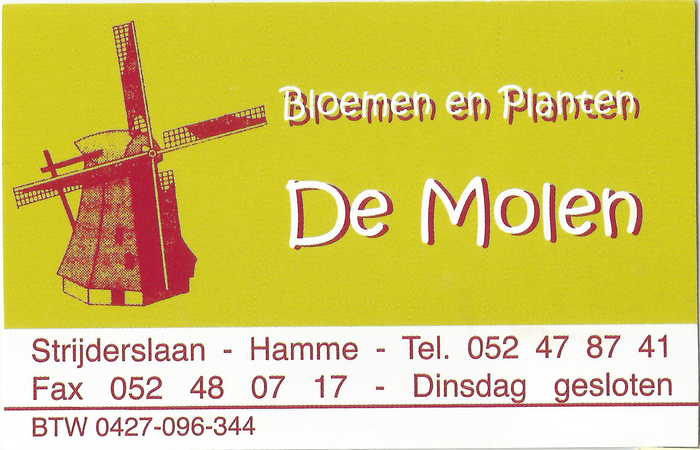 Bloemen en Planten
De Molen
Strijderslaan - Hamme - Tel. 052 47 87 41
Fax 052 48 07 17 - Dinsdag gesloten
BTW 0427-096-344